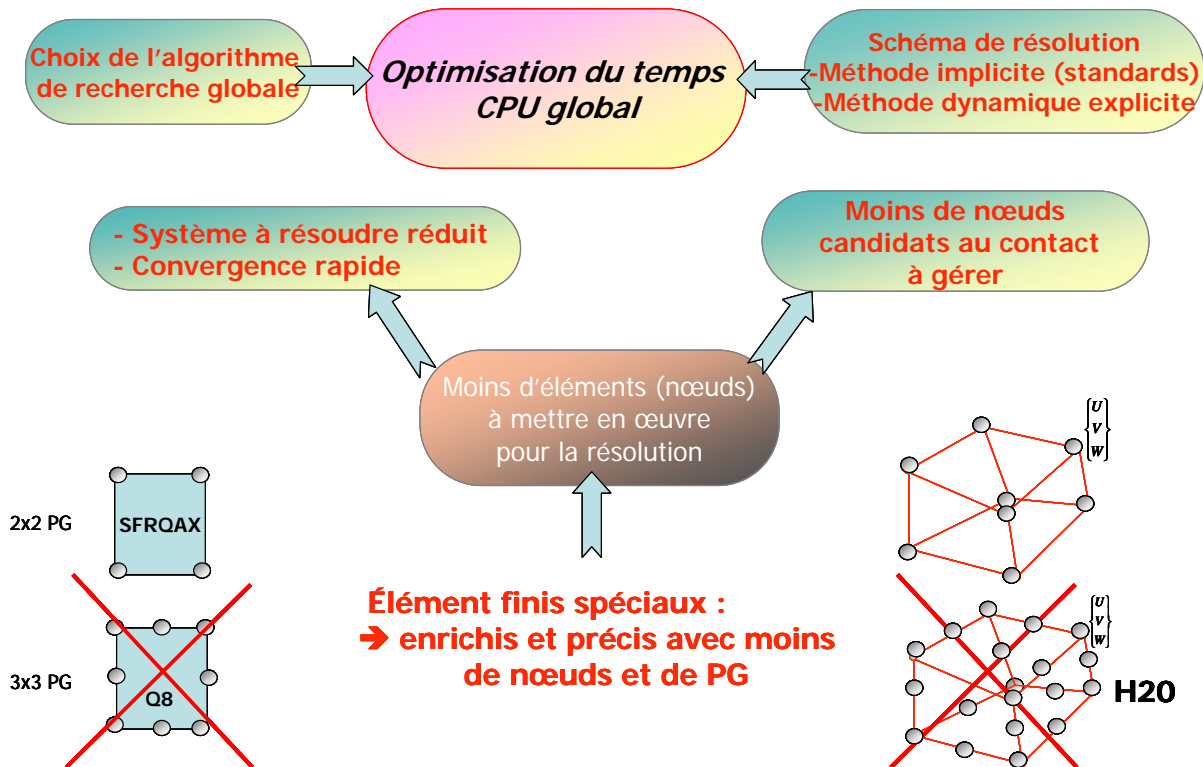 Choix de l'algorithme
de recherche globale
Optimisation du temps
CPU global
Schéma de résolution
-Méthode implicite (standards)
-Méthode dynamique explicite
- Système à résoudre réduit
- Convergence rapide
Moins de nœuds
candidats au contact
à gérer
Moins d'éléments (nœuds)
à mettre en œuvre
pour la résolution
U
V
W
2x2 PG
SFRQAX
Élément finis spéciaux :
➔ enrichis et précis avec moins
de nœuds et de PG
3x3 PG
Q8
U
V
W
H20